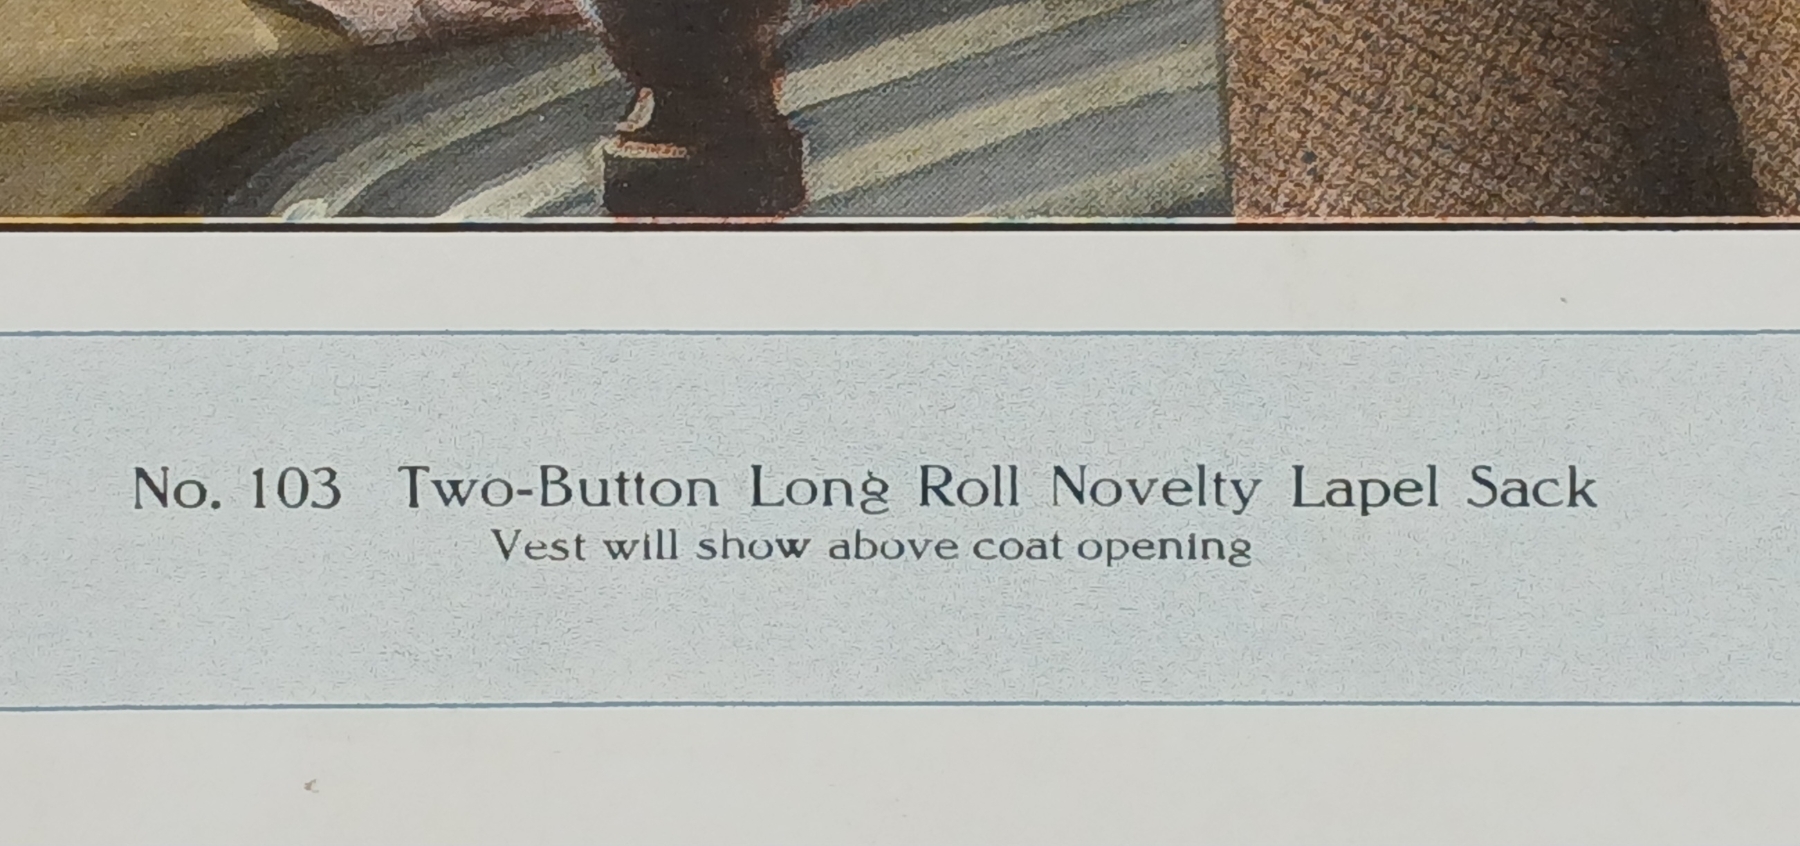 No. 103 Two-Button Long Roll Novelty Lapel Sack
Vest will show above coat opening